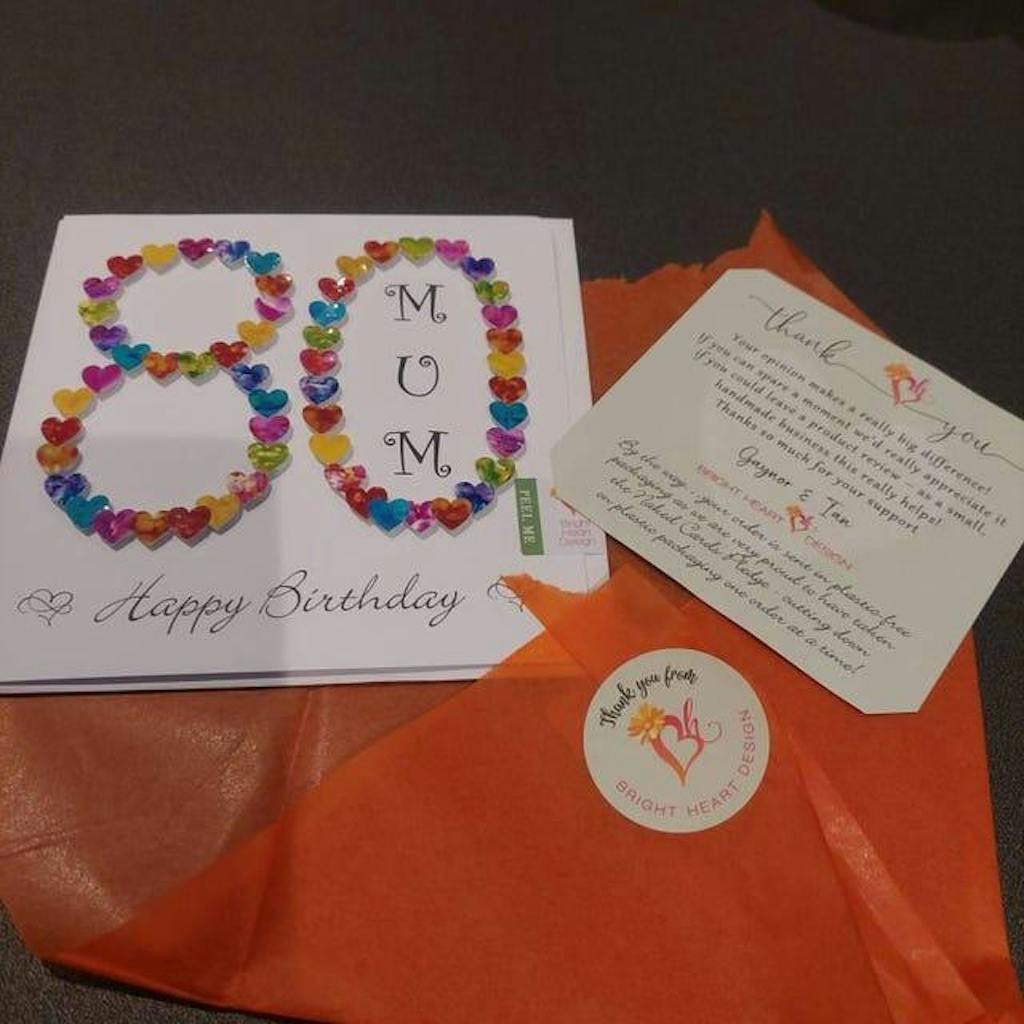 80
M
U
M
Happy Birthday
PEEL ME
Bright
Heart
Design
thank
you
Your opinion makes a really big difference!
If you can spare a moment we'd really appreciate it
if you could leave a product review - as a small,
handmade business this really helps!
Thanks so much for your support
Gaynor & Ian
BRIGHT HEART DESIGN
By the way - your order is sent in plastic free
packaging as we are very proud to have taken
the Naked Cards Pledge - cutting down
on plastic packaging one order at a time!
Thank you from
BRIGHT HEART DESIGN